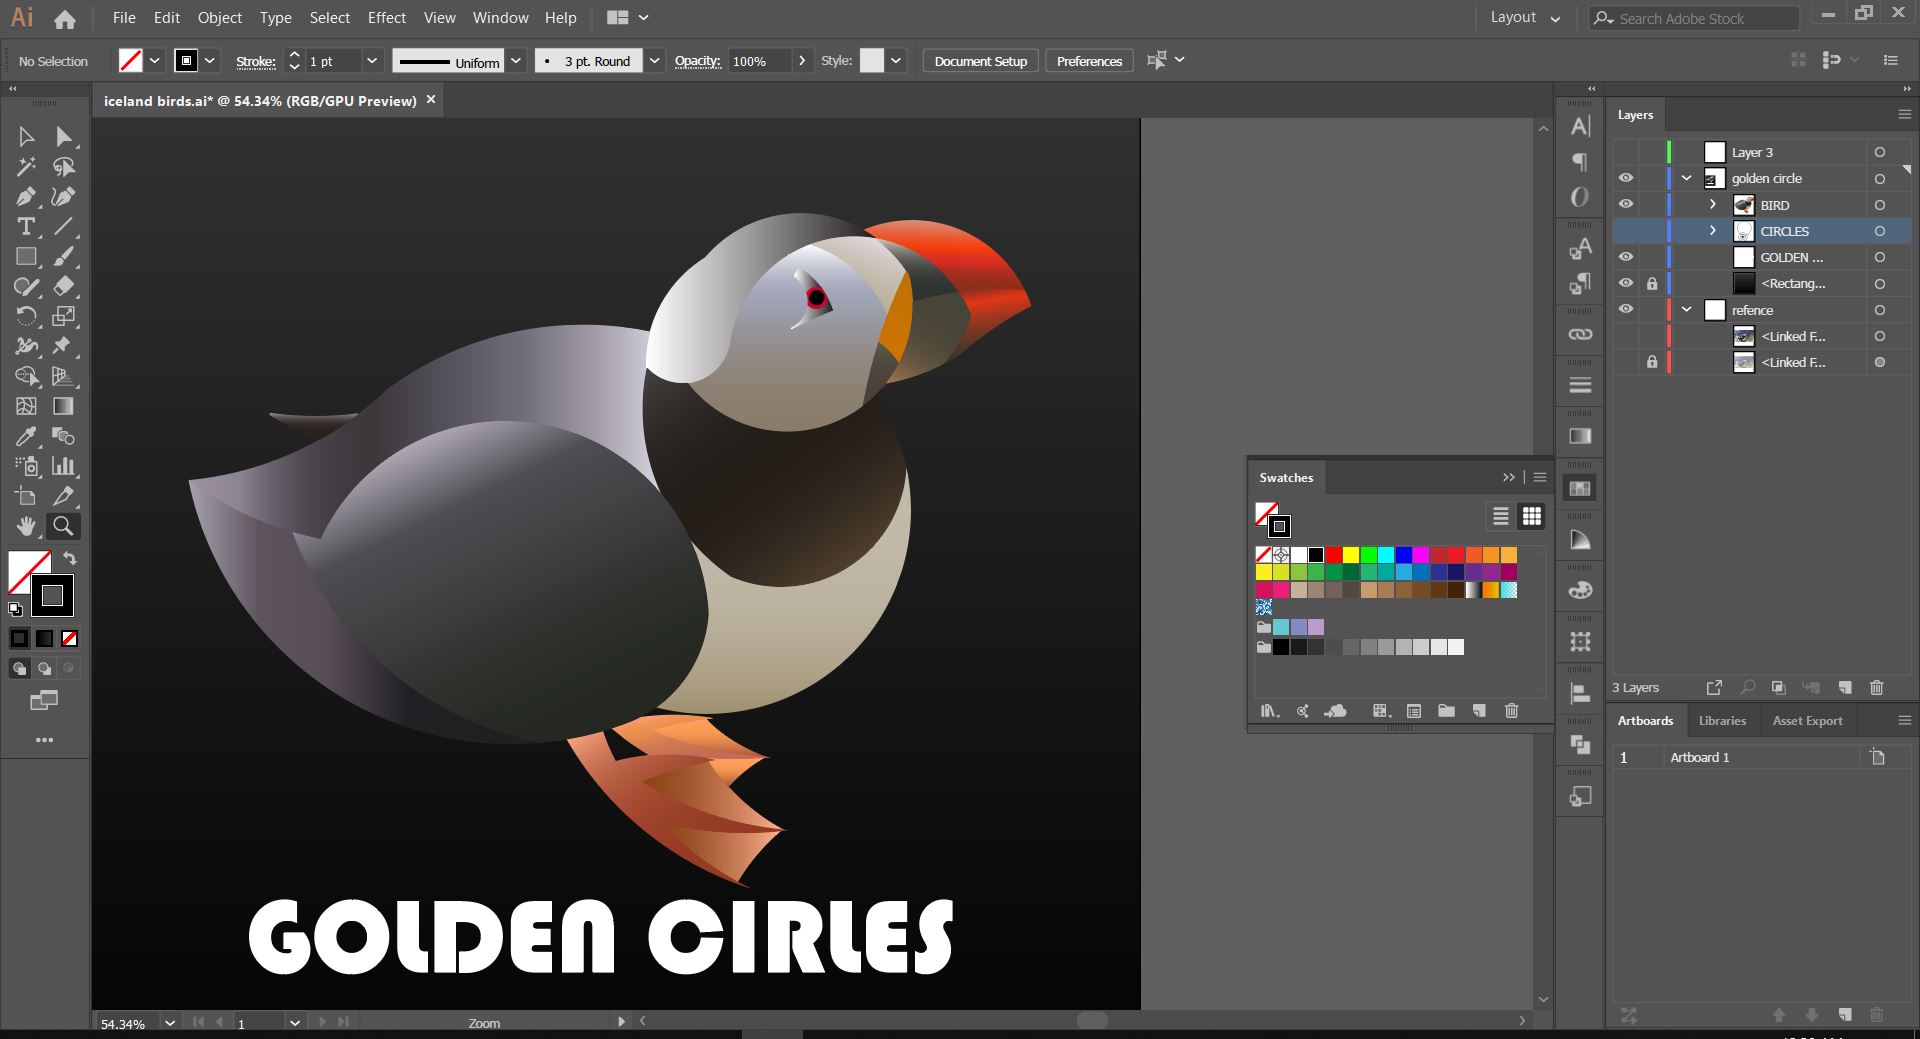 Ai File Edit Object Type Select Effect View Window Help Layout Search Adobe Stock
No Selection Stroke: 1 pt Uniform 3 pt. Round Opacity: 100% Style: Document Setup Preferences
iceland birds.ai* @ 54.34% (RGB/GPU Preview)
Layers
Layer 3
golden circle
BIRD
CIRCLES
GOLDEN ...
<Rectang...
refence
<Linked F...
<Linked F...
3 Layers
Swatches
Artboards Libraries Asset Export
1 Artboard 1
GOLDEN CIRLES
54.34% 1 Zoom